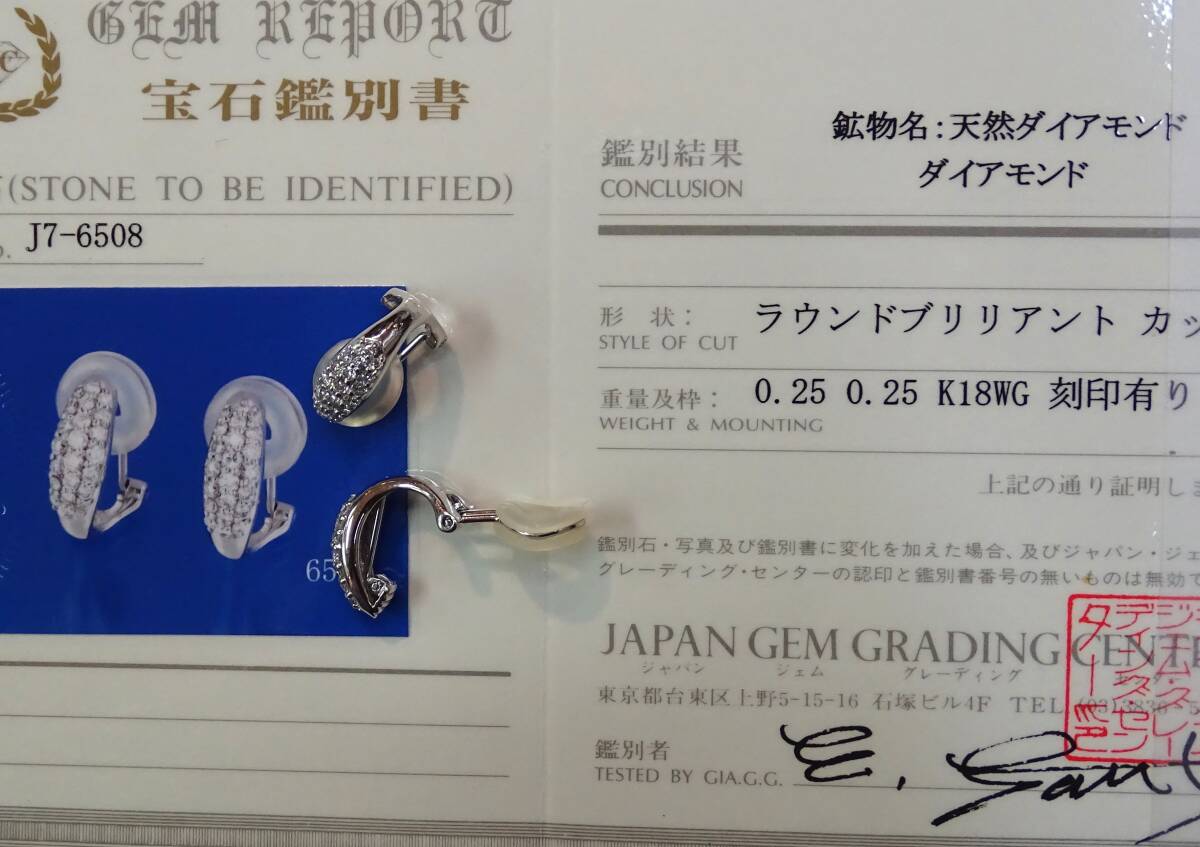 C
GEM REPORT
宝石鑑別書
(STONE TO BE IDENTIFIED)
J7-6508
65
鉱物名:天然ダイアモンド
ダイアモンド
鑑別結果
CONCLUSION
形 状:
STYLE OF CUT
ラウンドブリリアント カッ
重量及枠:
WEIGHT & MOUNTING
0.25 0.25 K18WG 刻印有り
上記の通り証明しま
鑑別石・写真及び鑑別書に変化を加えた場合、及びジャパン・ジェ
グレーディング・センターの認印と鑑別書番号の無いものは無効で
JAPAN GEM GRADING CENTE
ジャパン ジェム グレーディング
東京都台東区上野5-15-16 石塚ビル4F TEL (03)3836-5
鑑別者
TESTED BY GIA.G.G.